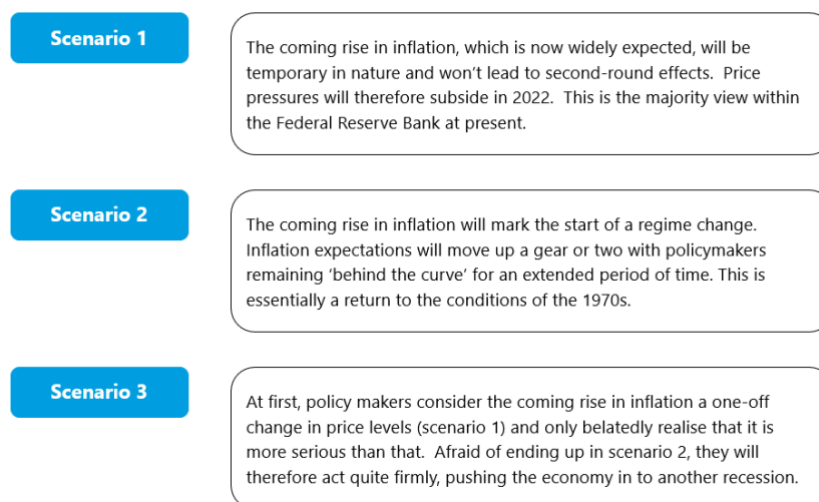 Scenario 1
The coming rise in inflation, which is now widely expected, will be
temporary in nature and won't lead to second-round effects.  Price
pressures will therefore subside in 2022.  This is the majority view within
the Federal Reserve Bank at present.
Scenario 2
The coming rise in inflation will mark the start of a regime change.
Inflation expectations will move up a gear or two with policymakers
remaining 'behind the curve' for an extended period of time. This is
essentially a return to the conditions of the 1970s.
Scenario 3
At first, policy makers consider the coming rise in inflation a one-off
change in price levels (scenario 1) and only belatedly realise that it is
more serious than that.  Afraid of ending up in scenario 2, they will
therefore act quite firmly, pushing the economy in to another recession.